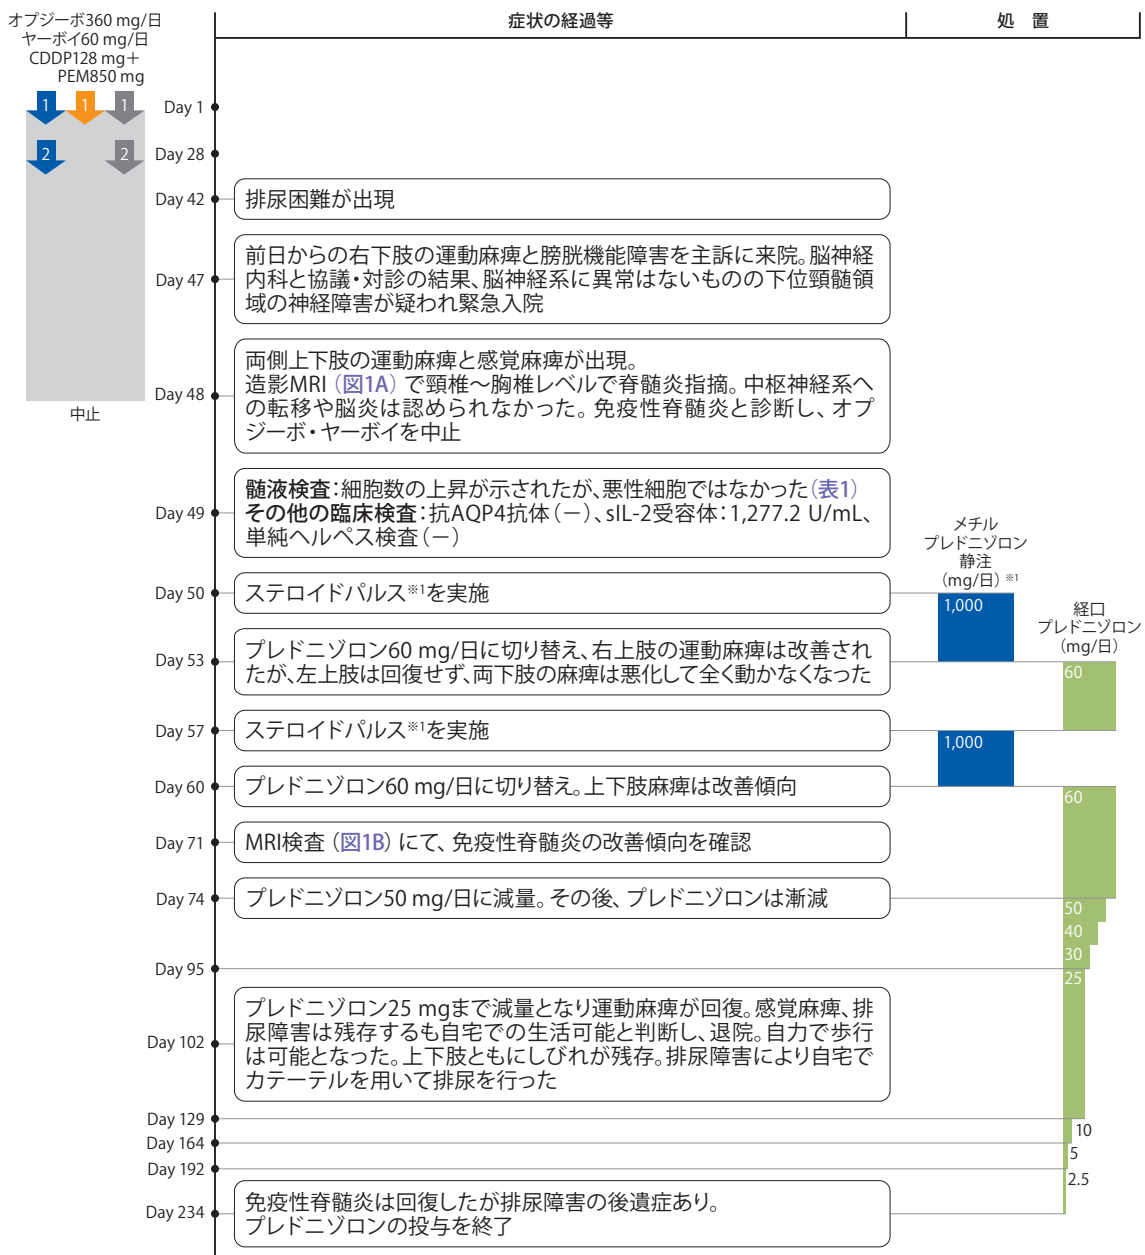 オプジーボ360 mg/日
ヤーボイ60 mg/日
CDDP128 mg＋
PEM850 mg
症状の経過等
処　置
1
1
1
Day 1
2
2
Day 28
Day 42
排尿困難が出現
Day 47
前日からの右下肢の運動麻痺と膀胱機能障害を主訴に来院。脳神経
内科と協議・対診の結果、脳神経系に異常はないものの下位頸髄領
域の神経障害が疑われ緊急入院
Day 48
両側上下肢の運動麻痺と感覚麻痺が出現。
造影MRI（図1A）で頸椎～胸椎レベルで脊髄炎指摘。中枢神経系へ
の転移や脳炎は認められなかった。免疫性脊髄炎と診断し、オプ
ジーボ・ヤーボイを中止
中止
Day 49
髄液検査：細胞数の上昇が示されたが、悪性細胞ではなかった（表1）
その他の臨床検査：抗AQP4抗体（－）、sIL-2受容体：1,277.2 U/mL、
単純ヘルペス検査（－）
メチル
プレドニゾロン
静注
（mg/日）※1
Day 50
ステロイドパルス※1を実施
1,000
経口
プレドニゾロン
（mg/日）
Day 53
プレドニゾロン60 mg/日に切り替え、右上肢の運動麻痺は改善され
たが、左上肢は回復せず、両下肢の麻痺は悪化して全く動かなくなった
60
Day 57
ステロイドパルス※1を実施
1,000
Day 60
プレドニゾロン60 mg/日に切り替え。上下肢麻痺は改善傾向
60
Day 71
MRI検査（図1B）にて、免疫性脊髄炎の改善傾向を確認
Day 74
プレドニゾロン50 mg/日に減量。その後、プレドニゾロンは漸減
50
40
30
Day 95
25
Day 102
プレドニゾロン25 mgまで減量となり運動麻痺が回復。感覚麻痺、排
尿障害は残存するも自宅での生活可能と判断し、退院。自力で歩行
は可能となった。上下肢ともにしびれが残存。排尿障害により自宅で
カテーテルを用いて排尿を行った
Day 129
10
Day 164
5
Day 192
2.5
Day 234
免疫性脊髄炎は回復したが排尿障害の後遺症あり。
プレドニゾロンの投与を終了